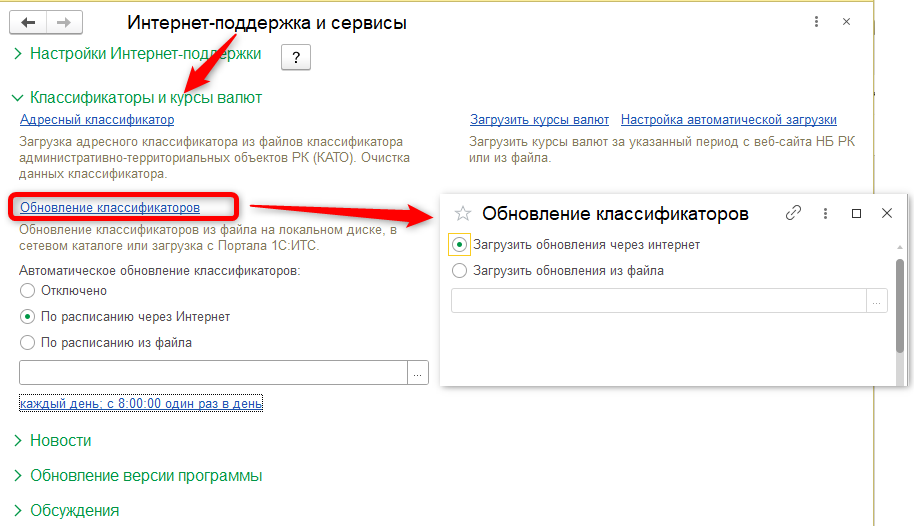 Интернет-поддержка и сервисы
Настройки Интернет-поддержки
?
Классификаторы и курсы валют
Адресный классификатор
Загрузка адресного классификатора из файлов классификатора
административно-территориальных объектов РК (КАТО). Очистка
данных классификатора.
Загрузить курсы валют Настройка автоматической загрузки
Загрузить курсы валют за указанный период с веб-сайта НБ РК
или из файла.
Обновление классификаторов
Обновление классификаторов из файла на локальном диске, в
сетевом каталоге или загрузка с Портала 1С:ИТС.
Автоматическое обновление классификаторов:
Отключено
По расписанию через Интернет
По расписанию из файла
...
каждый день; с 8:00:00 один раз в день
Обновление классификаторов
Загрузить обновления через интернет
Загрузить обновления из файла
...
Новости
Обновление версии программы
Обсуждения